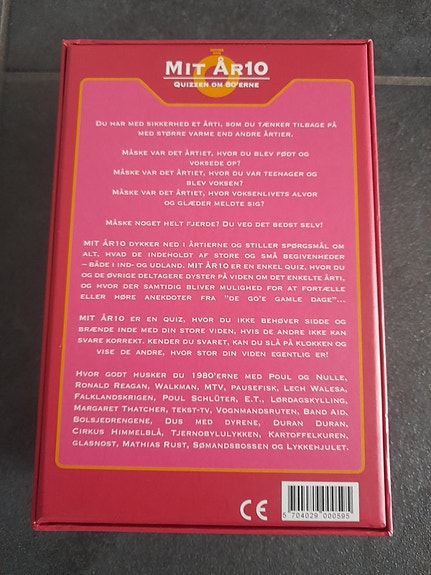 Mit År10
Quizzen om 80'erne
Du har med sikkerhed et årti, som du tænker tilbage på
med større varme end andre årtier.
Måske var det årtiet, hvor du blev født og
voksede op?
Måske var det årtiet, hvor du var teenager og
blev voksen?
Måske var det årtiet, hvor voksenlivets alvor
og glæder meldte sig?
Måske noget helt fjerde? Du ved det bedst selv!
Mit År10 dykker ned i årtierne og stiller spørgsmål om
alt, hvad de indeholdt af store og små begivenheder
– både i ind- og udland. Mit År10 er en enkel quiz, hvor du
og de øvrige deltagere dyster på viden om det enkelte årti,
og hvor der samtidig bliver mulighed for at fortælle
eller høre anekdoter fra "de go'e gamle dage"...
Mit År10 er en quiz, hvor du ikke behøver sidde og
brænde inde med din store viden, hvis de andre ikke kan
svare korrekt. Kender du svaret, kan du slå på klokken og
vise de andre, hvor stor din viden egentlig er!
Hvor godt husker du 1980'erne med Poul og Nulle,
Ronald Reagan, Walkman, MTV, pausefisk, Lech Walesa,
Falklandskrigen, Poul Schlüter, E.T., Lørdagskylling,
Margaret Thatcher, tekst-tv, Vognmandsruten, Band Aid,
Bolsjedrengene, Dus med dyrene, Duran Duran,
Cirkus Himmelblå, Tjernobylulykken, Kartoffelkuren,
glasnost, Mathias Rust, Sømandsbossen og Lykkehjulet.
CE
5 704029 000595